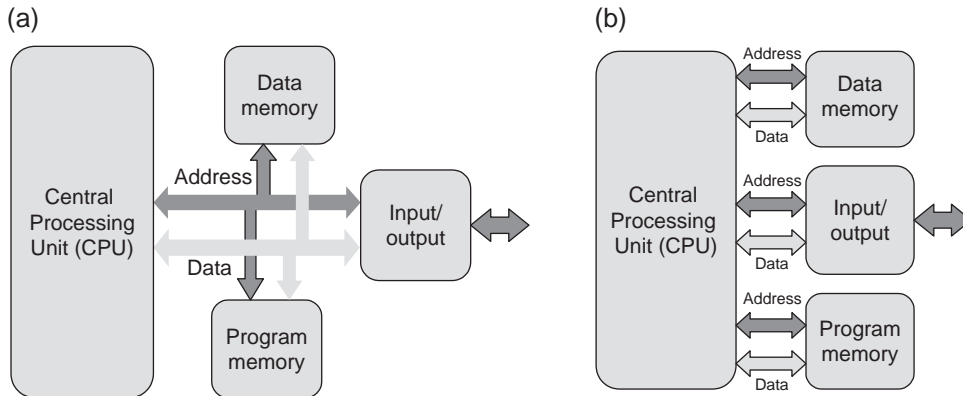 (a)
Central
Processing
Unit (CPU)
Data
memory
Address
Input/
output
Data
Program
memory
(b)
Central
Processing
Unit (CPU)
Address
Data
memory
Data
Address
Input/
output
Data
Address
Program
memory
Data